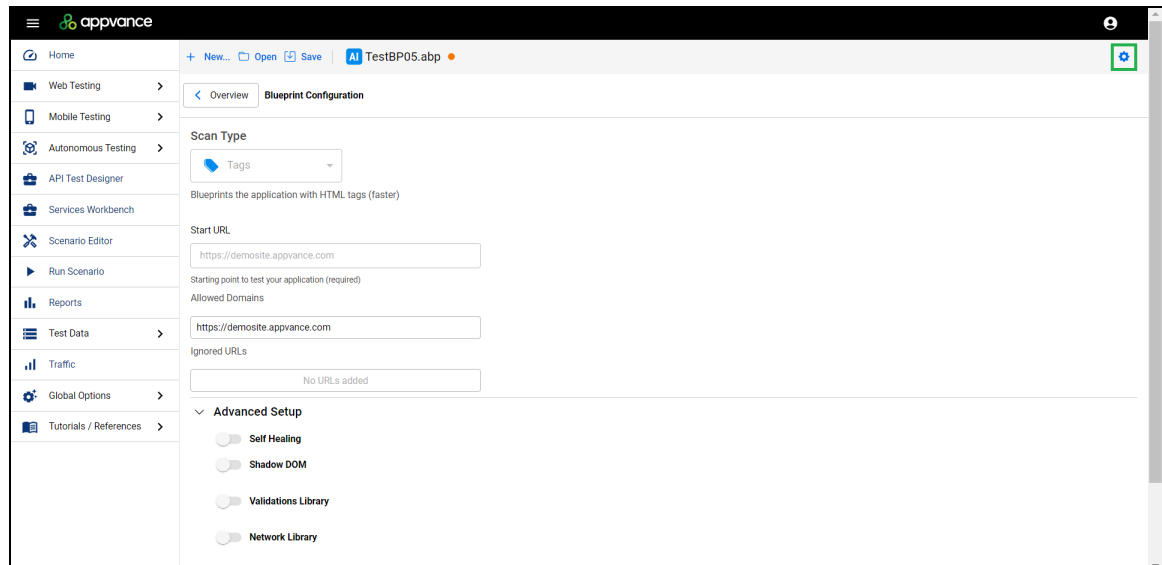 appvance
Home
+ New... Open Save AI TestBP05.abp
Web Testing
Overview Blueprint Configuration
Mobile Testing
Scan Type
Autonomous Testing
Tags
API Test Designer
Blueprints the application with HTML tags (faster)
Services Workbench
Start URL
Scenario Editor
https://demosite.appvance.com
Run Scenario
Starting point to test your application (required)
Reports
Allowed Domains
Test Data
https://demosite.appvance.com
Ignored URLs
Traffic
No URLs added
Global Options
Advanced Setup
Tutorials / References
Self Healing
Shadow DOM
Validations Library
Network Library